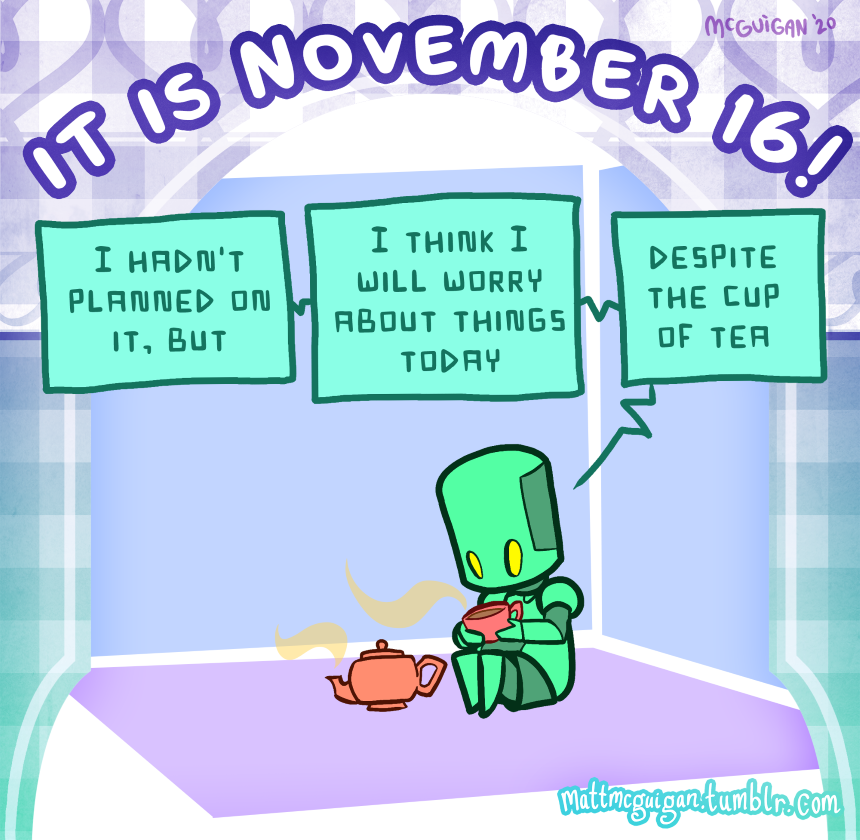 McGUiGAN '20
IT IS NOVEMBER 16!
I HADN'T
PLANNED ON
IT, BUT
I THINK I
WILL WORRY
ABOUT THINGS
TODAY
DESPITE
THE CUP
OF TEA
mattmcguigan.tumblr.com